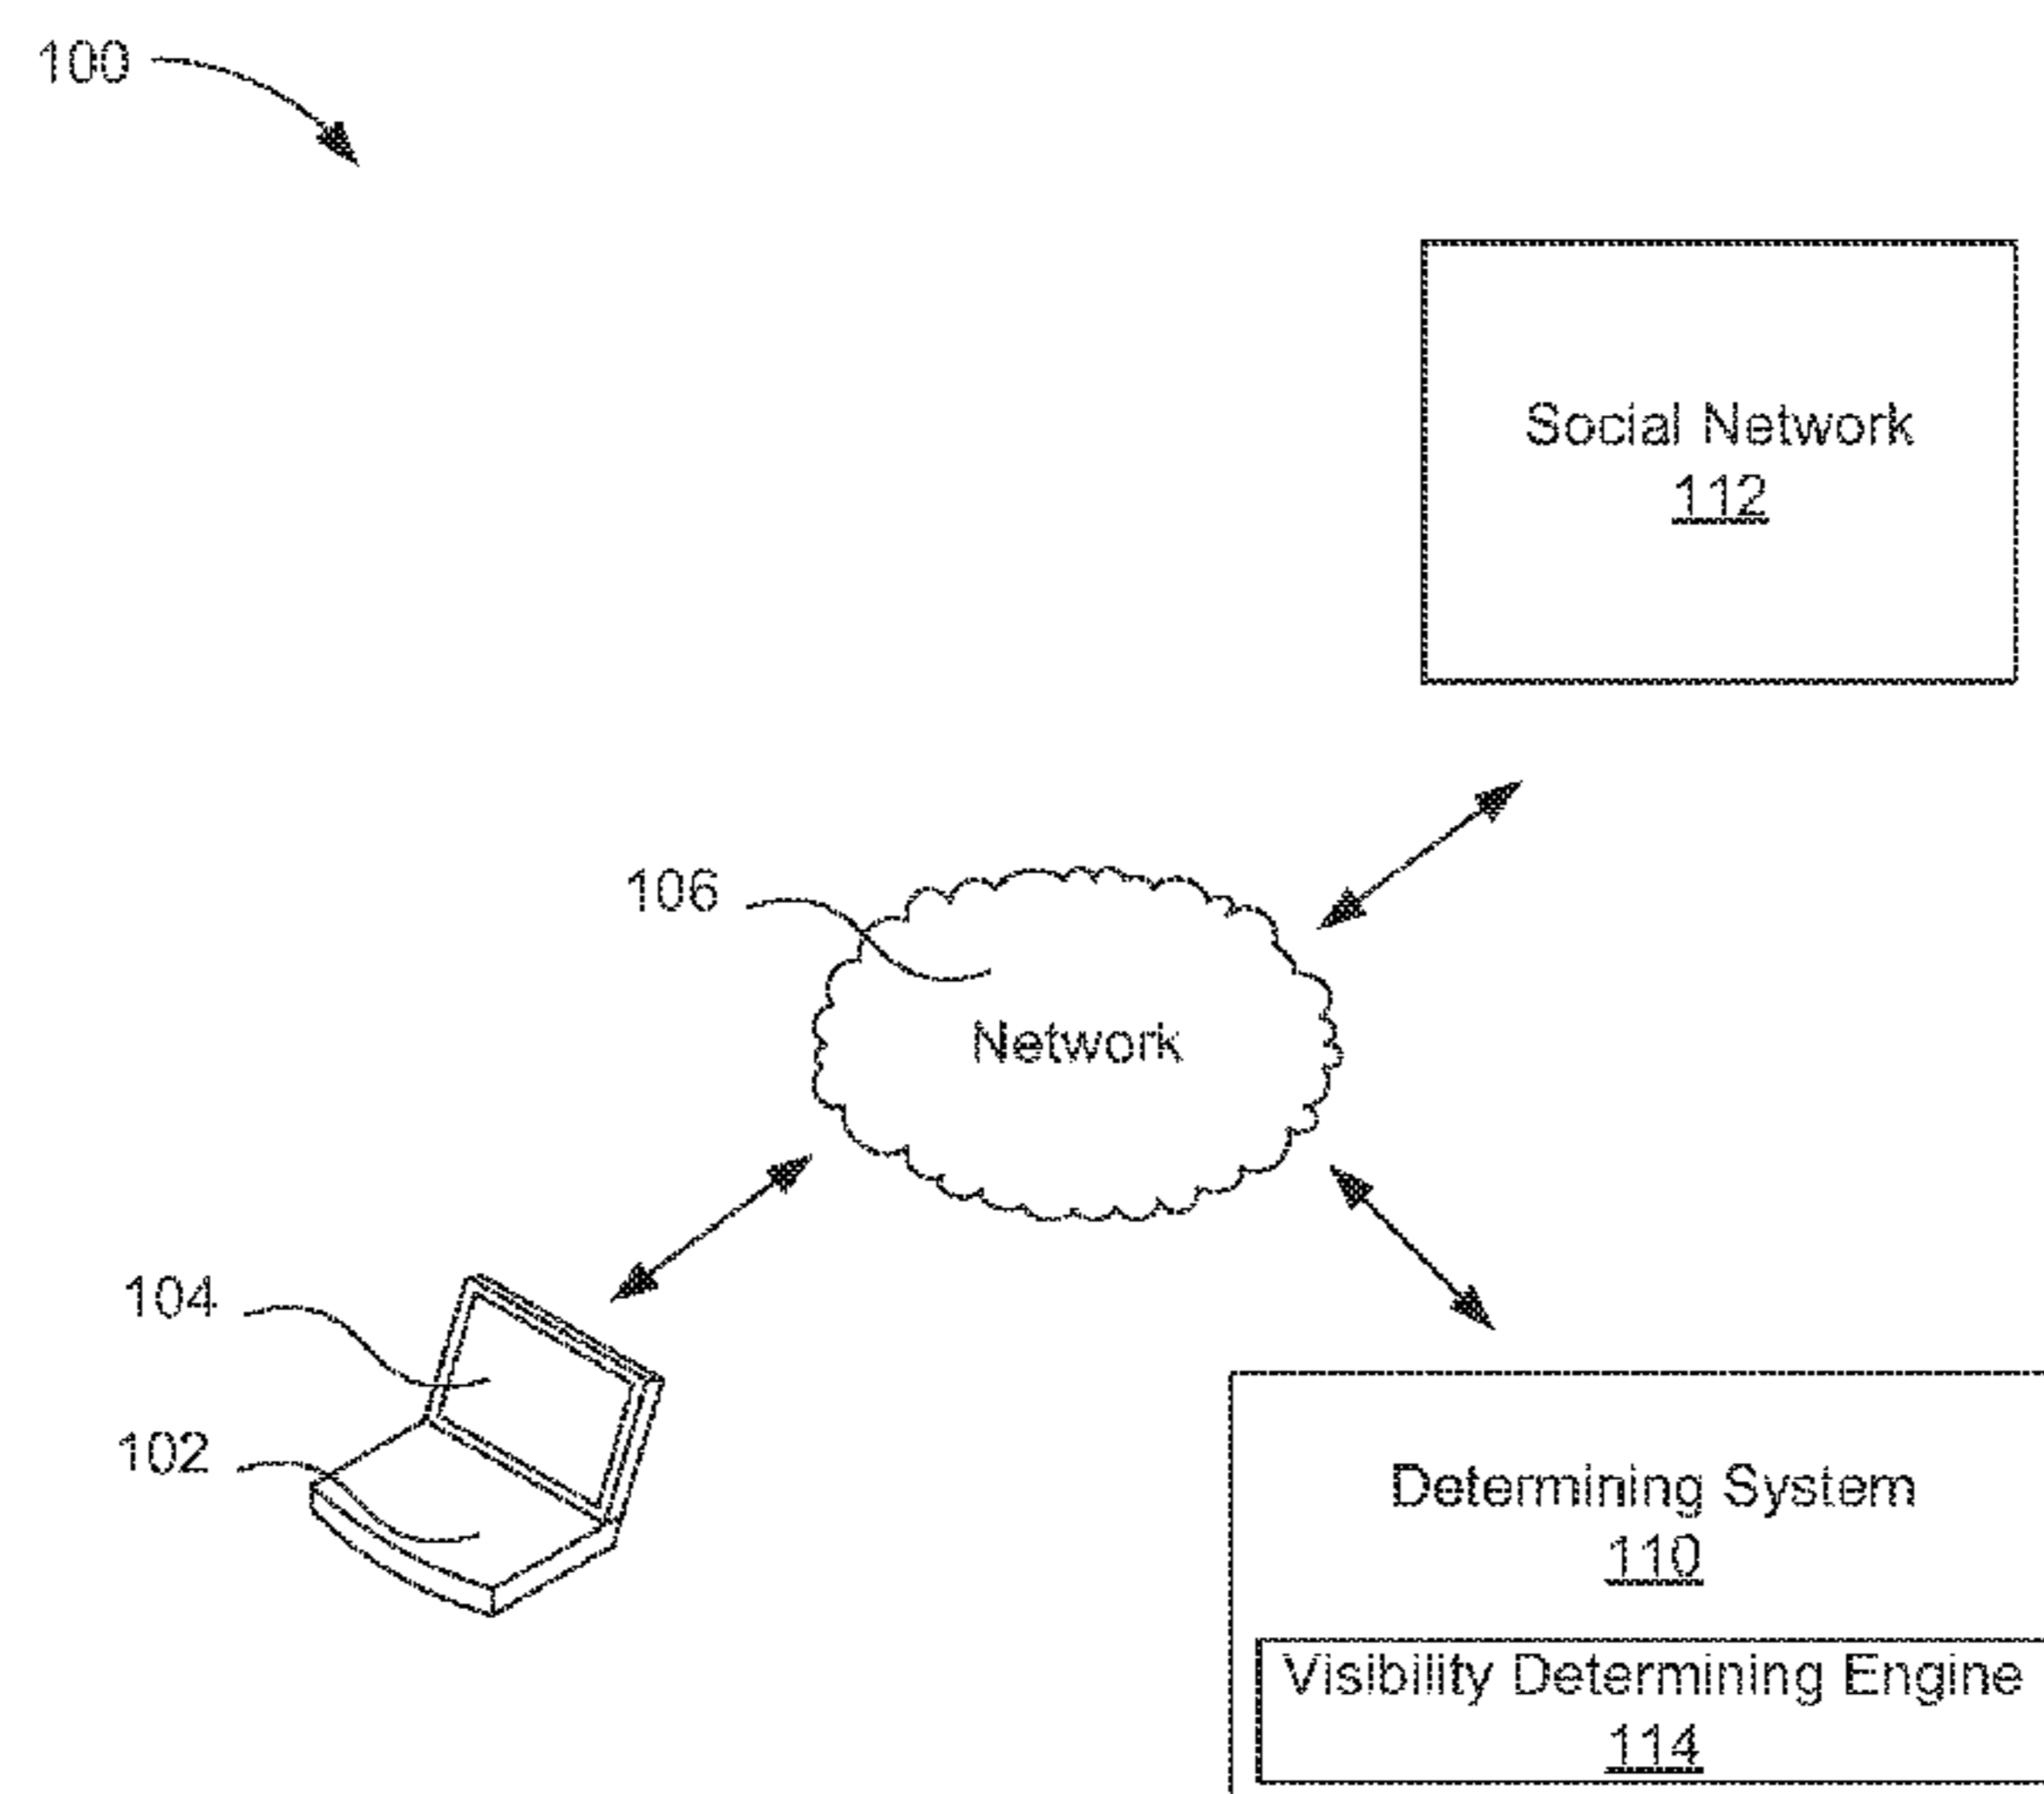 100
Social Network
112
106
Network
104
102
Determining System
110
Visibility Determining Engine
114